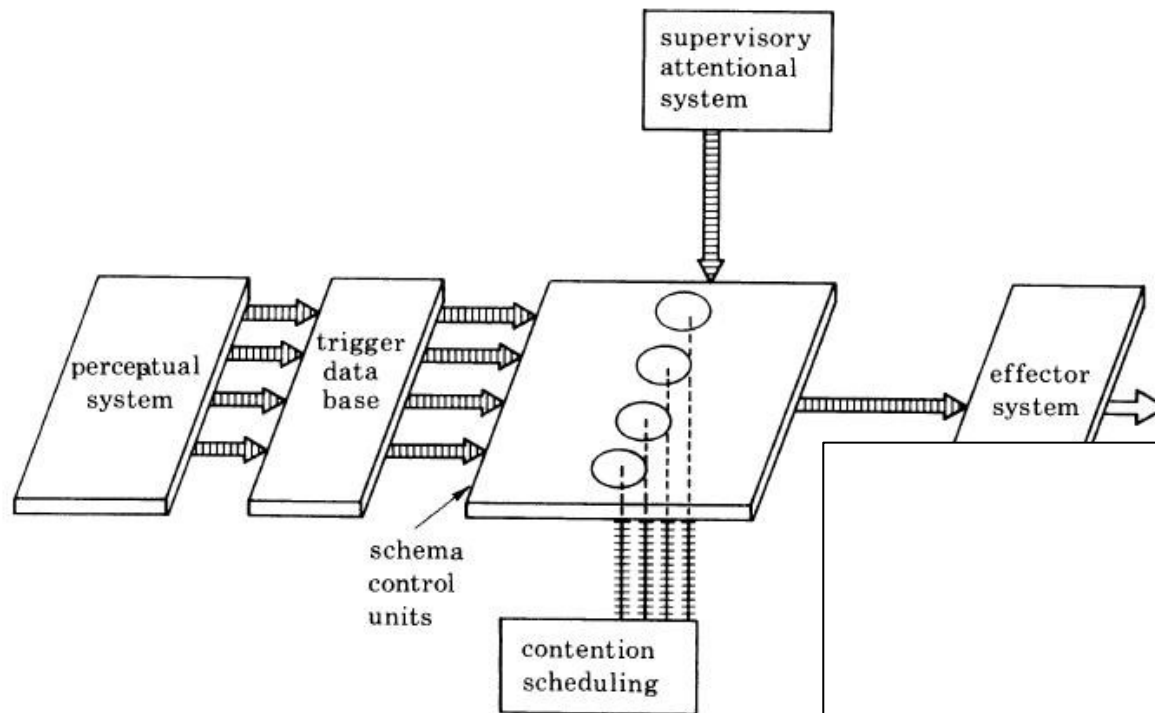 supervisory
attentional
system
perceptual
system
trigger
data
base
effector
system
schema
control
units
contention
scheduling